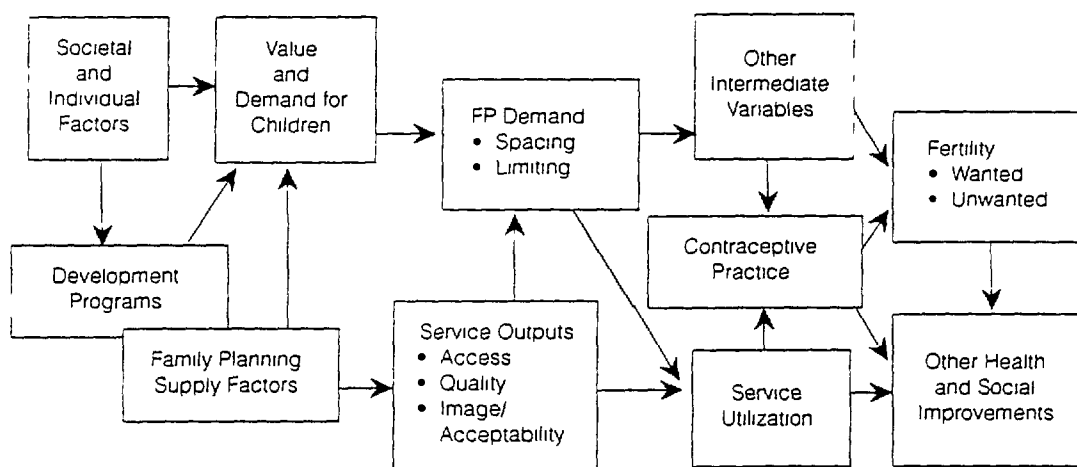 Societal
and
Individual
Factors
Value
and
Demand for
Children
FP Demand
• Spacing
• Limiting
Other
Intermediate
Variables
Fertility
• Wanted
• Unwanted
Development
Programs
Contraceptive
Practice
Family Planning
Supply Factors
Service Outputs
• Access
• Quality
• Image/
Acceptability
Service
Utilization
Other Health
and Social
Improvements